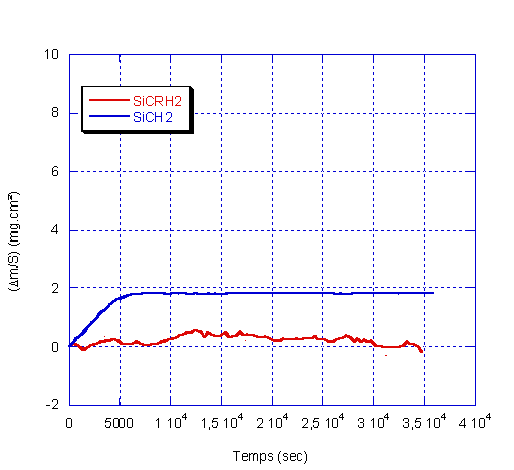 10
SiCRH2
SiCH2
8
6
4
2
0
-2
(Δm/S) (mg.cm²)
0 5000 1 10⁴ 1,5 10⁴ 2 10⁴ 2,5 10⁴ 3 10⁴ 3,5 10⁴ 4 10⁴
Temps (sec)